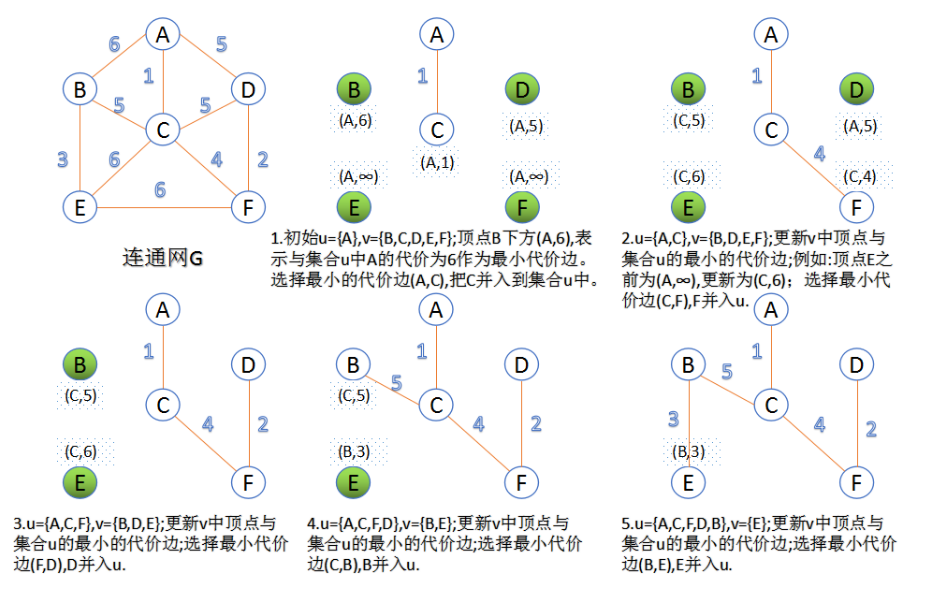 A
6
5
1
B
D
5
5
C
3
6
4
2
6
E
F
连通网G
A
1
B
D
(A,6)
C
(A,5)
(A,1)
(A,∞)
(A,∞)
E
F
1.初始u={A},v={B,C,D,E,F};顶点B下方(A,6),表
示与集合u中A的代价为6作为最小代价边。
选择最小的代价边(A,C),把C并入到集合u中。
A
1
B
D
(C,5)
C
(A,5)
4
(C,6)
(C,4)
E
F
2.u={A,C},v={B,D,E,F};更新v中顶点与
集合u的最小的代价边;例如:顶点E之
前为(A,∞),更新为(C,6)；选择最小代
价边(C,F),F并入u.
A
1
B
D
(C,5)
C
4
2
(C,6)
E
F
3.u={A,C,F},v={B,D,E};更新v中顶点与
集合u的最小的代价边;选择最小代价
边(F,D),D并入u.
A
1
B
D
5
(C,5)
C
4
2
(B,3)
E
F
4.u={A,C,F,D},v={B,E};更新v中顶点与
集合u的最小的代价边;选择最小代价
边(C,B),B并入u.
A
1
B
D
5
C
3
4
2
(B,3)
E
F
5.u={A,C,F,D,B},v={E};更新v中顶点与
集合u的最小的代价边;选择最小代价
边(B,E),E并入u.